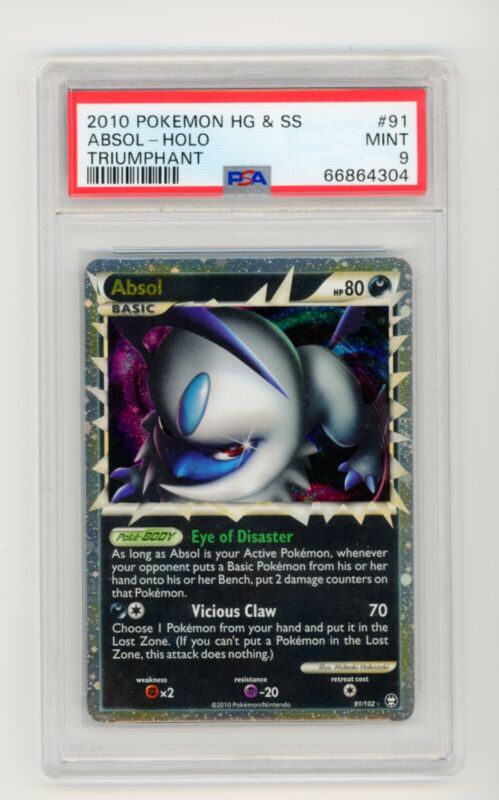 2010 POKEMON HG & SS #91
ABSOL - HOLO MINT
TRIUMPHANT 9
PSA 66864304
Absol HP 80
BASIC
Poké-BODY Eye of Disaster
As long as Absol is your Active Pokémon, whenever
your opponent puts a Basic Pokémon from his or her
hand onto his or her Bench, put 2 damage counters on
that Pokémon.
Vicious Claw 70
Choose 1 Pokémon from your hand and put it in the
Lost Zone. (If you can't put a Pokémon in the Lost
Zone, this attack does nothing.)
Illus. Hideaki Hakozaki
weakness resistance retreat cost
×2 -20
©2010 Pokémon/Nintendo 91/102